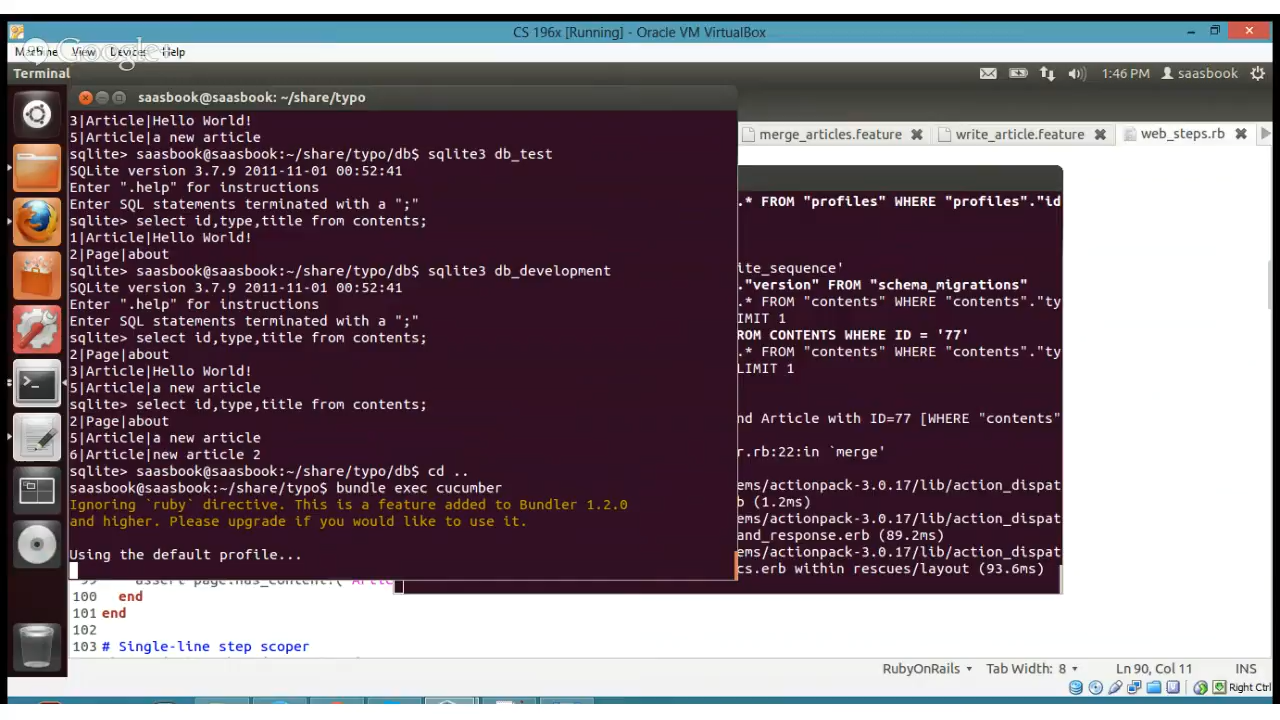 CS 196x [Running] - Oracle VM VirtualBox
Machine View Devices Help
Google
Terminal
1:46 PM saasbook
saasbook@saasbook: ~/share/typo
merge_articles.feature
write_article.feature
web_steps.rb
3|Article|Hello World!
5|Article|a new article
sqlite> saasbook@saasbook:~/share/typo/db$ sqlite3 db_test
SQLite version 3.7.9 2011-11-01 00:52:41
Enter ".help" for instructions
Enter SQL statements terminated with a ";"
sqlite> select id,type,title from contents;
1|Article|Hello World!
2|Page|about
sqlite> saasbook@saasbook:~/share/typo/db$ sqlite3 db_development
SQLite version 3.7.9 2011-11-01 00:52:41
Enter ".help" for instructions
Enter SQL statements terminated with a ";"
sqlite> select id,type,title from contents;
2|Page|about
3|Article|Hello World!
5|Article|a new article
sqlite> select id,type,title from contents;
2|Page|about
5|Article|a new article
6|Article|new article 2
sqlite> saasbook@saasbook:~/share/typo/db$ cd ..
saasbook@saasbook:~/share/typo$ bundle exec cucumber
Ignoring `ruby` directive. This is a feature added to Bundler 1.2.0
and higher. Please upgrade if you would like to use it.
Using the default profile...
.* FROM "profiles" WHERE "profiles"."id
ite_sequence'
."version" FROM "schema_migrations"
.* FROM "contents" WHERE "contents"."ty
IMIT 1
ROM CONTENTS WHERE ID = '77'
.* FROM "contents" WHERE "contents"."ty
LIMIT 1
nd Article with ID=77 [WHERE "contents"
r.rb:22:in `merge'
ems/actionpack-3.0.17/lib/action_dispat
b (1.2ms)
ems/actionpack-3.0.17/lib/action_dispat
and_response.erb (89.2ms)
ems/actionpack-3.0.17/lib/action_dispat
cs.erb within rescues/layout (93.6ms)
100 end
101 end
102
103 # Single-line step scoper
RubyOnRails Tab Width: 8 Ln 90, Col 11 INS
Right Ctrl